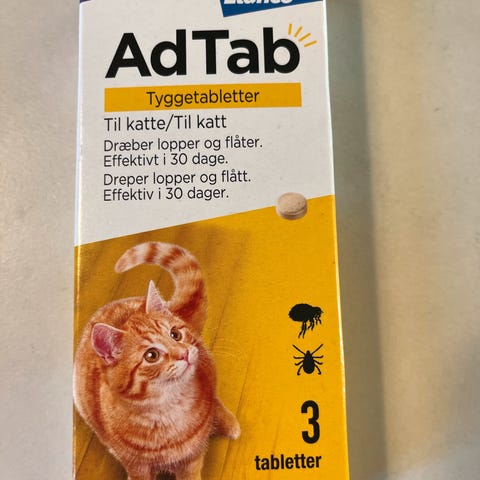 Elanco
AdTab
Tyggetabletter
Til katte/Til katt
Dræber lopper og flåter.
Effektivt i 30 dage.
Dreper lopper og flått.
Effektiv i 30 dager.
3
tabletter